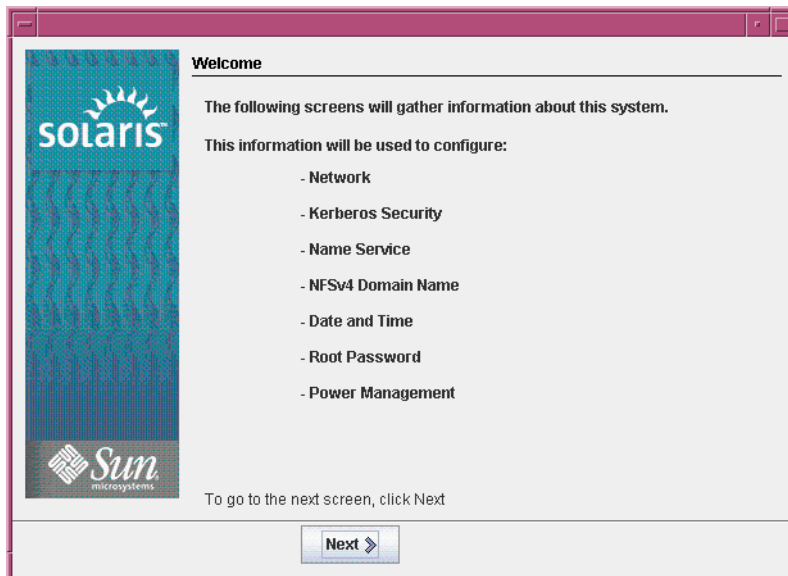 Welcome
The following screens will gather information about this system.
This information will be used to configure:
- Network
- Kerberos Security
- Name Service
- NFSv4 Domain Name
- Date and Time
- Root Password
- Power Management
solaris™
Sun
microsystems
To go to the next screen, click Next
Next